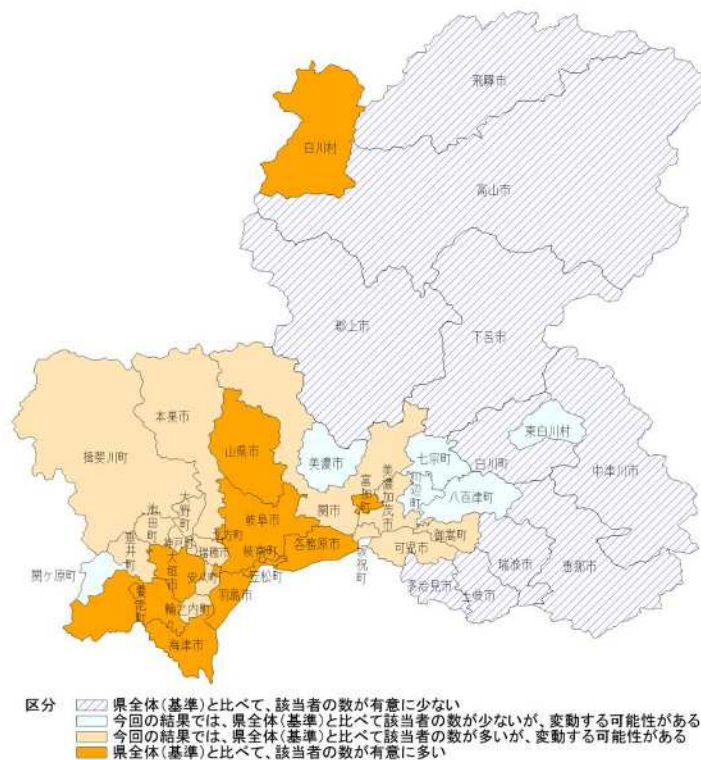 飛騨市
白川村
高山市
郡上市
下呂市
本巣市
山県市
揖斐川町
美濃市
七宗町
白川町
東白川村
中津川市
富加町
美濃加茂市
川辺町
八百津町
関市
大野町
池田町
岐阜市
北方町
各務原市
御嵩町
可児市
神戸町
瑞穂市
岐南町
垂井町
坂祝町
恵那市
瑞浪市
関ケ原町
大垣市
安八町
笠松町
多治見市
土岐市
養老町
羽島市
輪之内町
海津市
区分
県全体(基準)と比べて、該当者の数が有意に少ない
今回の結果では、県全体(基準)と比べて該当者の数が少ないが、変動する可能性がある
今回の結果では、県全体(基準)と比べて該当者の数が多いが、変動する可能性がある
県全体(基準)と比べて、該当者の数が有意に多い